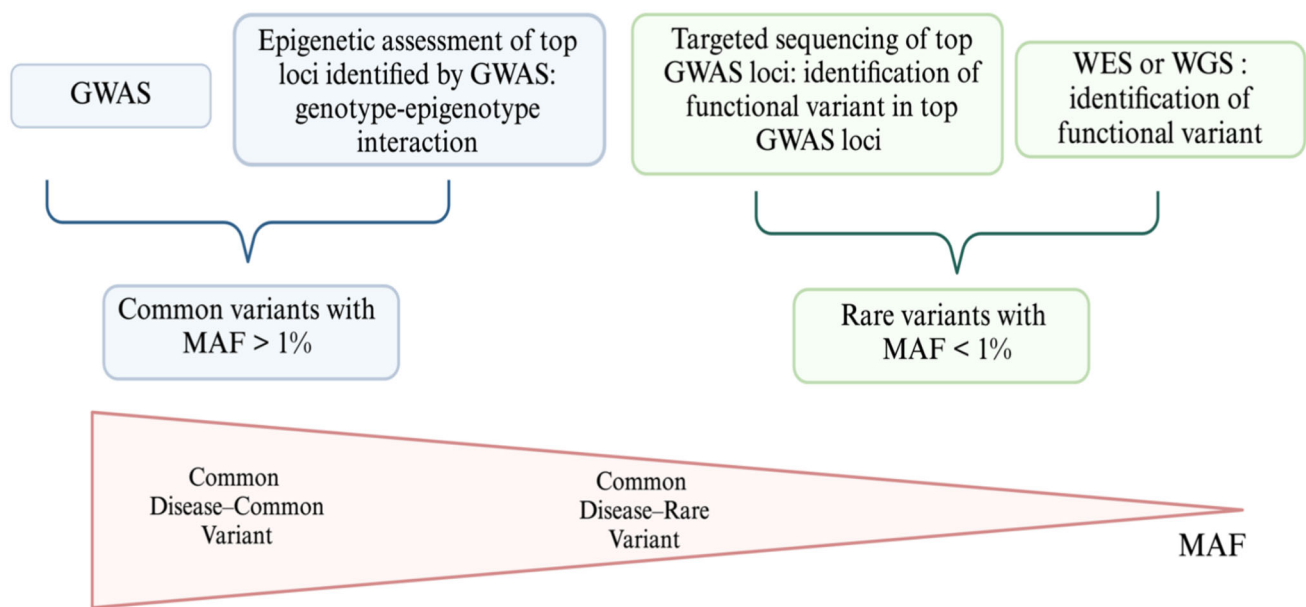 GWAS
Epigenetic assessment of top
loci identified by GWAS:
genotype-epigenotype
interaction
Targeted sequencing of top
GWAS loci: identification of
functional variant in top
GWAS loci
WES or WGS :
identification of
functional variant
Common variants with
MAF > 1%
Rare variants with
MAF < 1%
Common
Disease–Common
Variant
Common
Disease–Rare
Variant
MAF